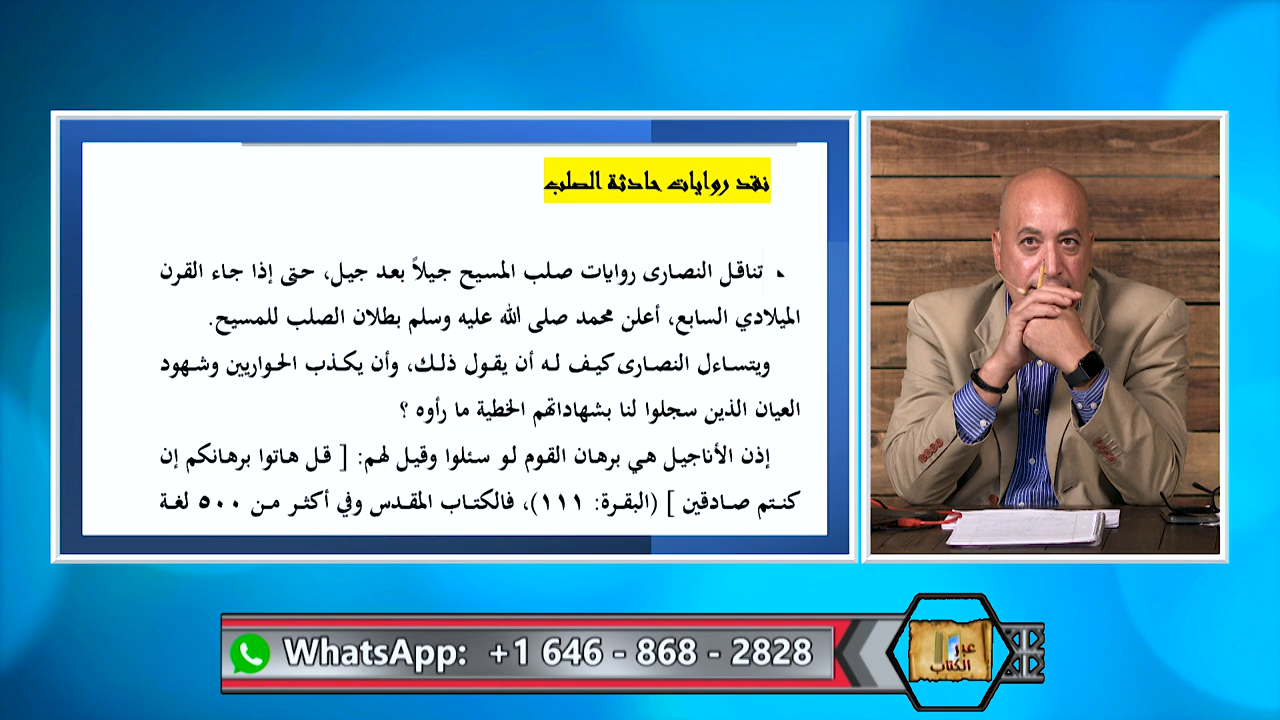 نقد روايات حادثة الصلب
تناقل النصارى روايات صلب المسيح جيلاً بعد جيل، حتى إذا جاء القرن
الميلادي السابع، أعلن محمد صلى الله عليه وسلم بطلان الصلب للمسيح.
ويتساءل النصارى كيف له أن يقول ذلك، وأن يكذب الحواريين وشهود
العيان الذين سجلوا لنا بشهاداتهم الخطية ما رأوه ؟
إذن الأناجيل هي برهان القوم لو سئلوا وقيل لهم: [ قل هاتوا برهانكم إن
كنتم صادقين ] (البقرة: ١١١)، فالكتاب المقدس وفي أكثر من ٥٠٠ لغة
WhatsApp: +1 646 - 868 - 2828
عبر
الكتاب